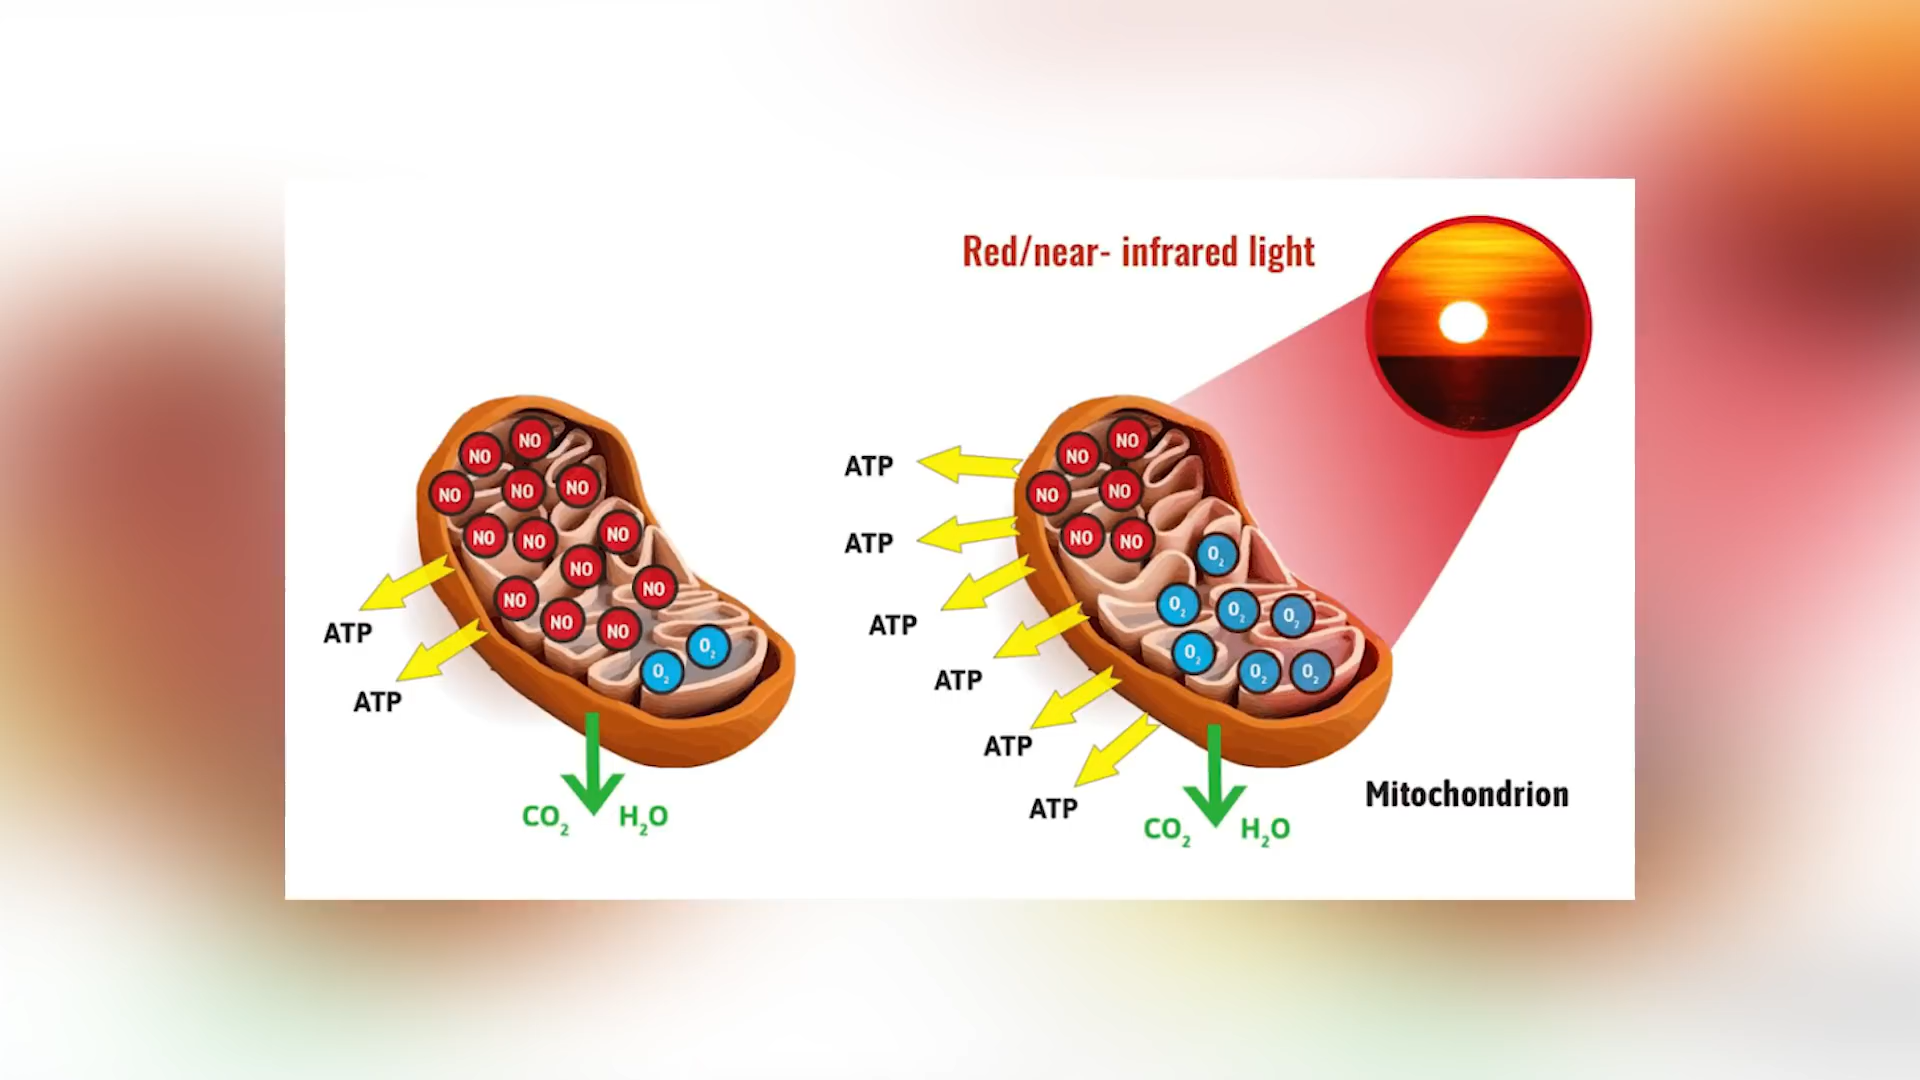 Red/near- infrared light
NO
NO
NO
NO
NO
NO
NO
NO
NO
NO
NO
NO
NO
O₂
O₂
ATP
ATP
CO₂ H₂O
NO
NO
NO
NO
NO
NO
O₂
O₂
O₂
O₂
O₂
O₂
O₂
ATP
ATP
ATP
ATP
ATP
ATP
CO₂ H₂O
Mitochondrion